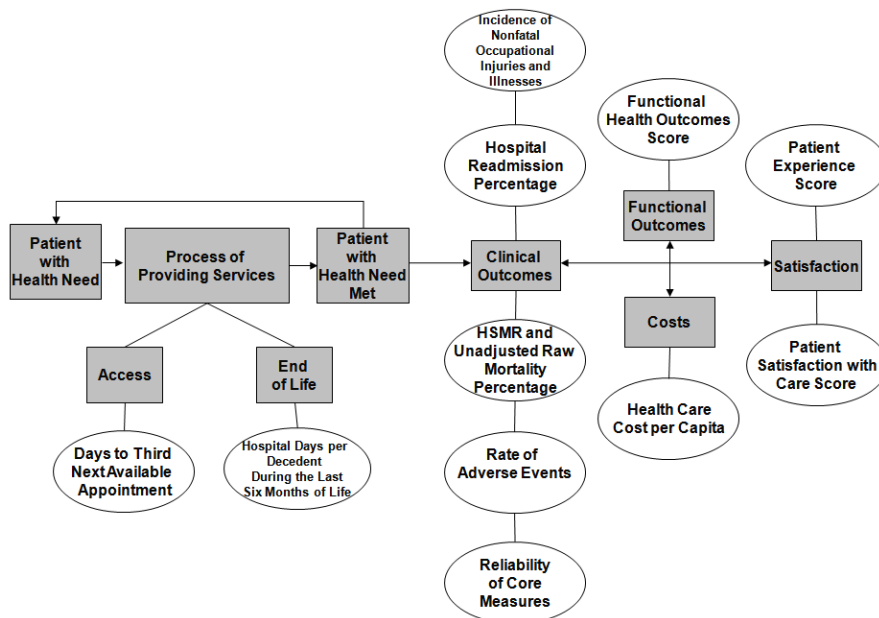 Incidence of
Nonfatal
Occupational
Injuries and
Illnesses
Functional
Health Outcomes
Score
Hospital
Readmission
Percentage
Patient
Experience
Score
Patient
with
Health Need
Process of
Providing Services
Patient
with
Health Need
Met
Clinical
Outcomes
Functional
Outcomes
Satisfaction
Costs
Access
End
of Life
HSMR and
Unadjusted Raw
Mortality
Percentage
Patient
Satisfaction with
Care Score
Health Care
Cost per Capita
Days to Third
Next Available
Appointment
Hospital Days per
Decedent
During the Last
Six Months of Life
Rate of
Adverse Events
Reliability
of Core
Measures